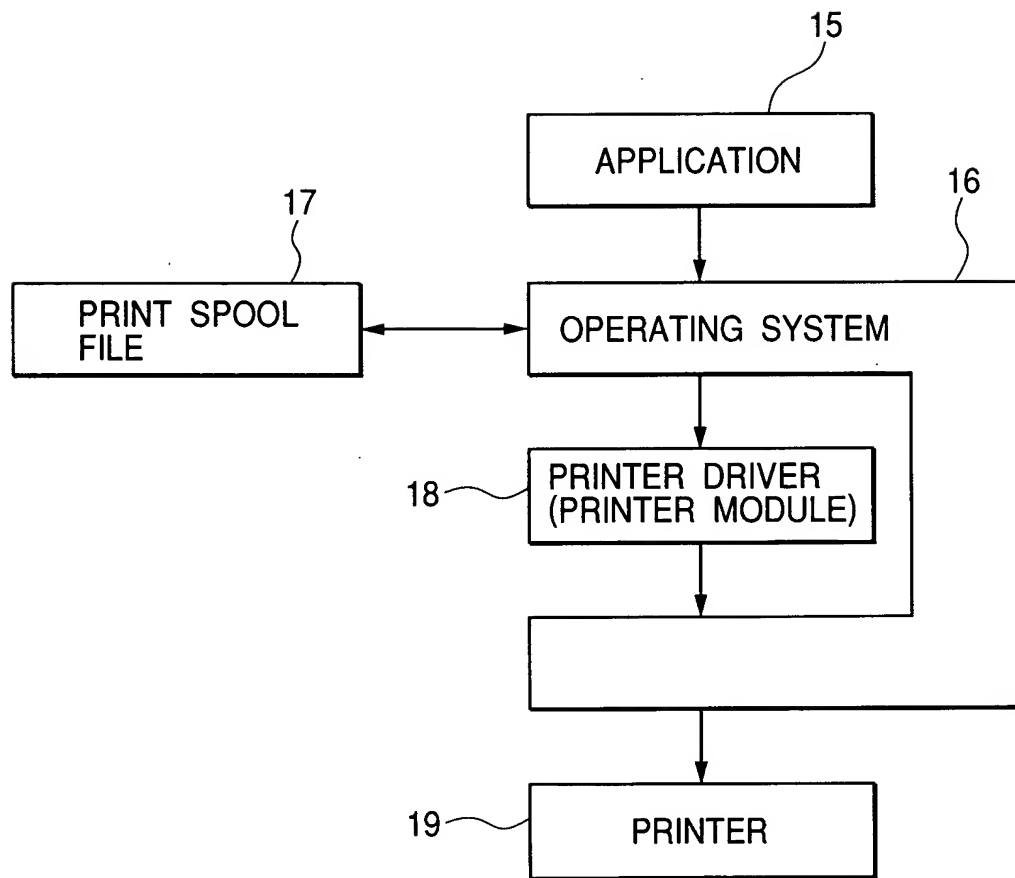 15
APPLICATION
16
17
PRINT SPOOL
FILE
OPERATING SYSTEM
18
PRINTER DRIVER
(PRINTER MODULE)
19
PRINTER